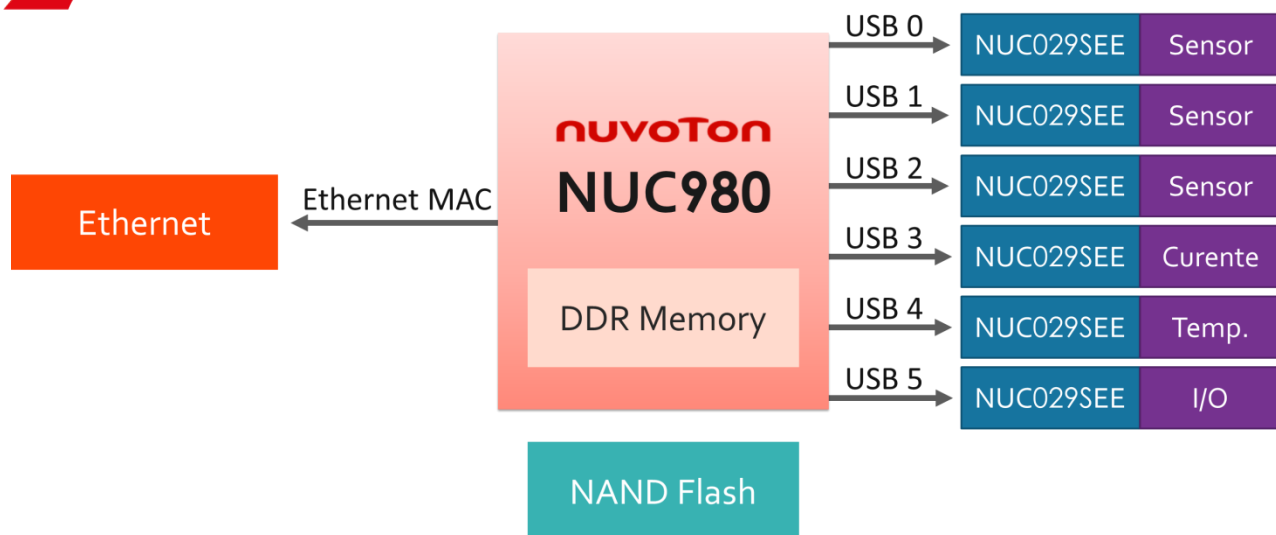 USB 0
NUC029SEE Sensor
USB 1
NUC029SEE Sensor
nuvoTon
NUC980
USB 2
NUC029SEE Sensor
Ethernet
Ethernet MAC
USB 3
NUC029SEE Curente
DDR Memory
USB 4
NUC029SEE Temp.
USB 5
NUC029SEE I/O
NAND Flash